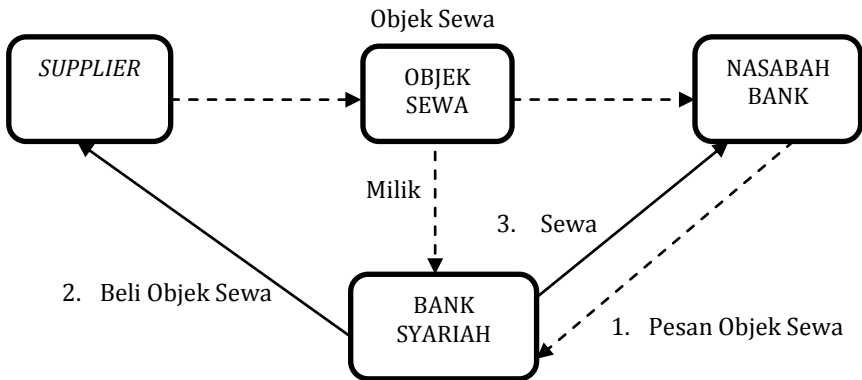 Objek Sewa
SUPPLIER
OBJEK
SEWA
NASABAH
BANK
Milik
3. Sewa
2. Beli Objek Sewa
BANK
SYARIAH
1. Pesan Objek Sewa